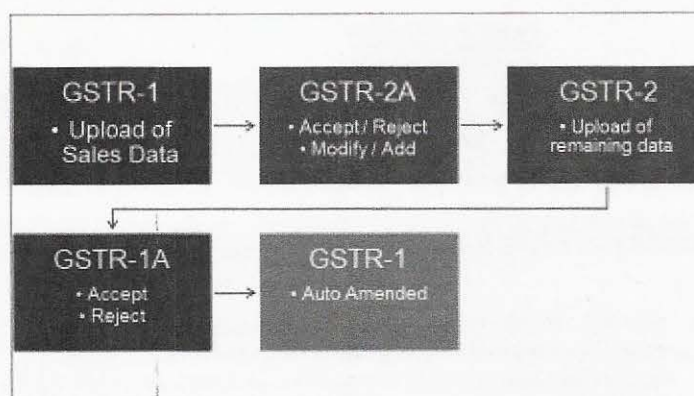 GSTR-1
• Upload of
Sales Data
GSTR-2A
• Accept / Reject
• Modify / Add
GSTR-2
• Upload of
remaining data
GSTR-1A
• Accept
• Reject
GSTR-1
• Auto Amended